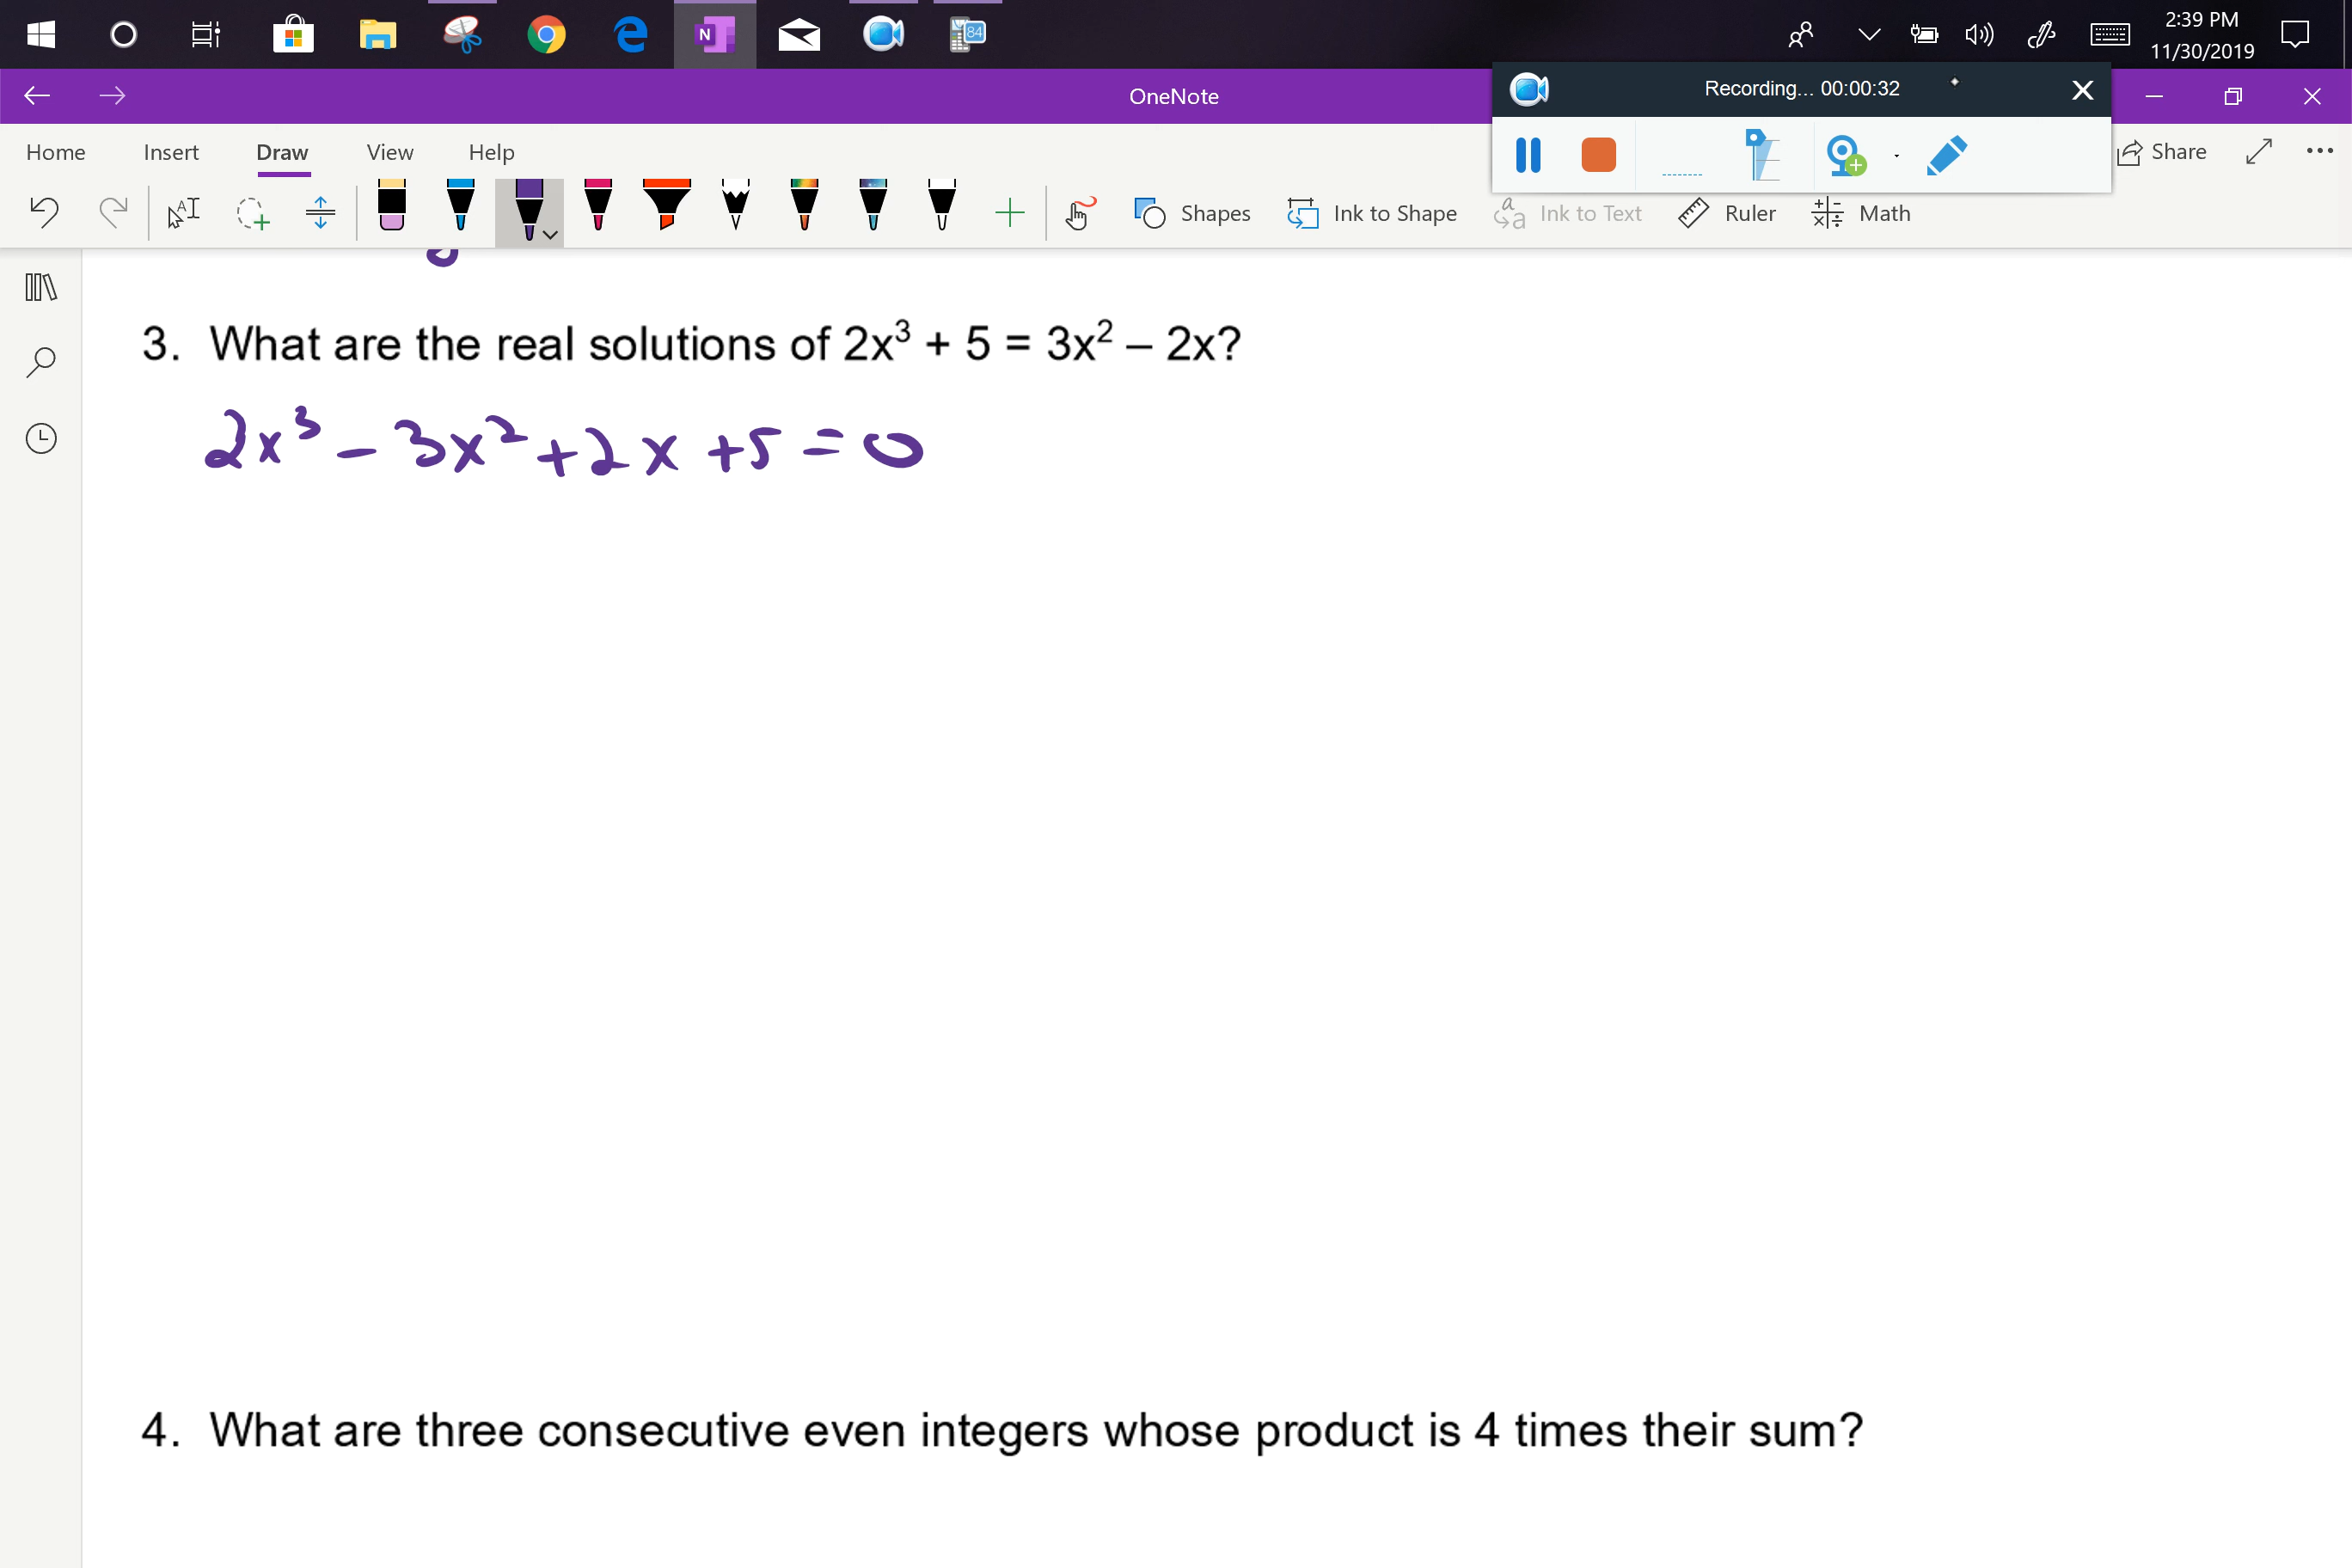 2:39 PM
11/30/2019
OneNote
Recording... 00:00:32
Home Insert Draw View Help
Share
Shapes Ink to Shape Ink to Text Ruler Math
3. What are the real solutions of 2x³ + 5 = 3x² – 2x?
2x³ - 3x² + 2x + 5 = 0
4. What are three consecutive even integers whose product is 4 times their sum?